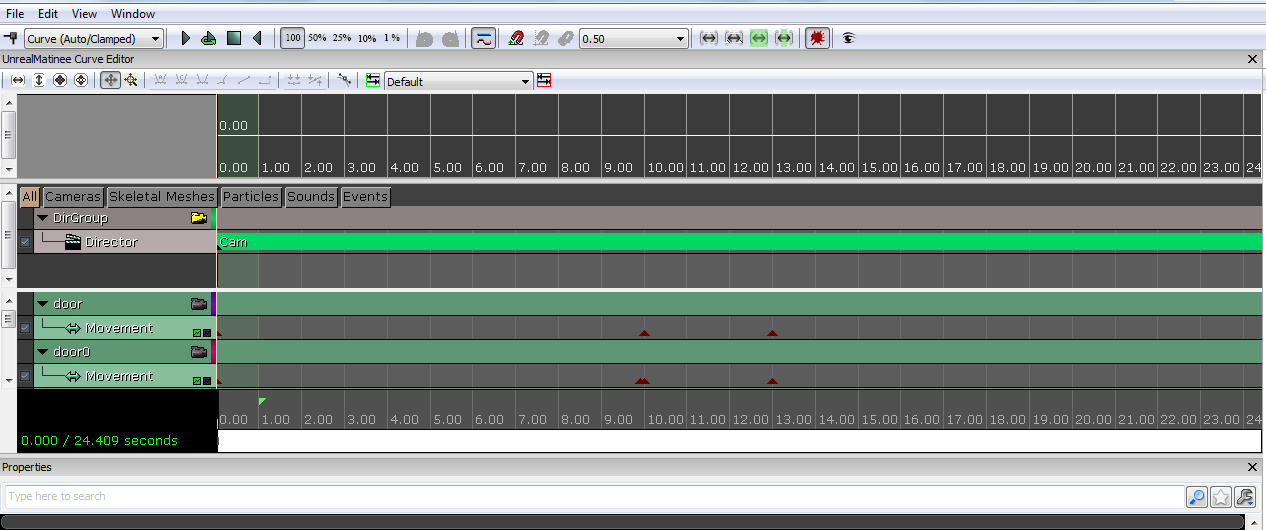 File Edit View Window
Curve (Auto/Clamped) 100 50% 25% 10% 1 % 0.50
UnrealMatinee Curve Editor
Default
0.00
0.00 1.00 2.00 3.00 4.00 5.00 6.00 7.00 8.00 9.00 10.00 11.00 12.00 13.00 14.00 15.00 16.00 17.00 18.00 19.00 20.00 21.00 22.00 23.00 24
All Cameras Skeletal Meshes Particles Sounds Events
DirGroup
Director Cam
door
Movement
door0
Movement
0.00 1.00 2.00 3.00 4.00 5.00 6.00 7.00 8.00 9.00 10.00 11.00 12.00 13.00 14.00 15.00 16.00 17.00 18.00 19.00 20.00 21.00 22.00 23.00 24
0.000 / 24.409 seconds
Properties
Type here to search